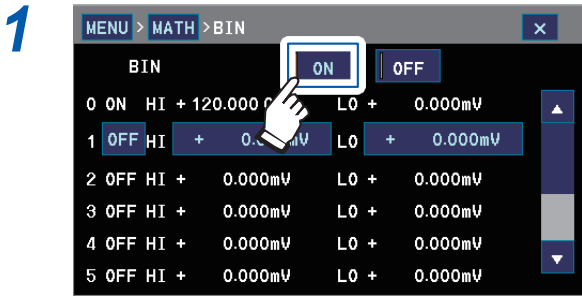 1
MENU > MATH > BIN ×
BIN ON OFF
0 ON HI + 120.000 LO + 0.000mV ▲
1 OFF HI + 0. mV LO + 0.000mV
2 OFF HI + 0.000mV LO + 0.000mV
3 OFF HI + 0.000mV LO + 0.000mV
4 OFF HI + 0.000mV LO + 0.000mV ▼
5 OFF HI + 0.000mV LO + 0.000mV